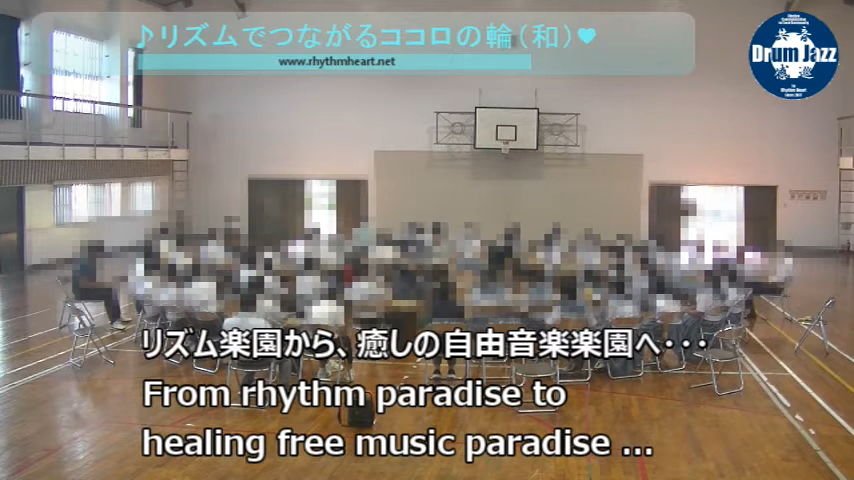 ♪リズムでつながるココロの輪(和)♥
www.rhythmheart.net
Drum Jazz
リズム楽園から、癒しの自由音楽楽園へ・・・
From rhythm paradise to
healing free music paradise ...